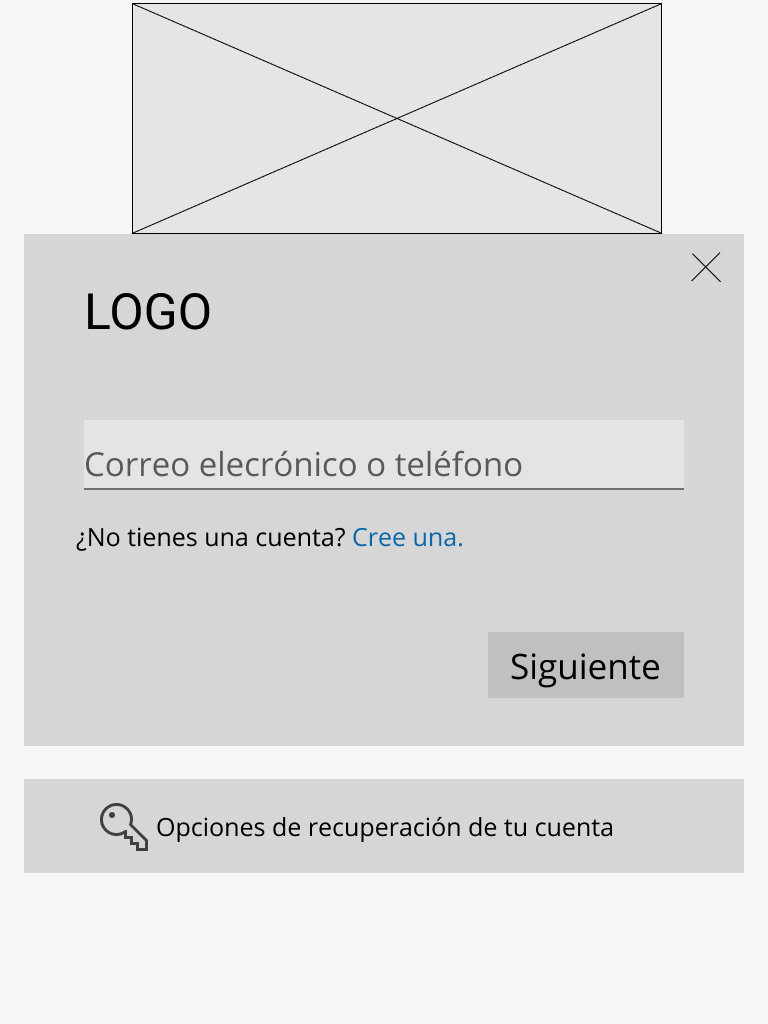 LOGO
Correo elecrónico o teléfono
¿No tienes una cuenta? Cree una.
Siguiente
Opciones de recuperación de tu cuenta